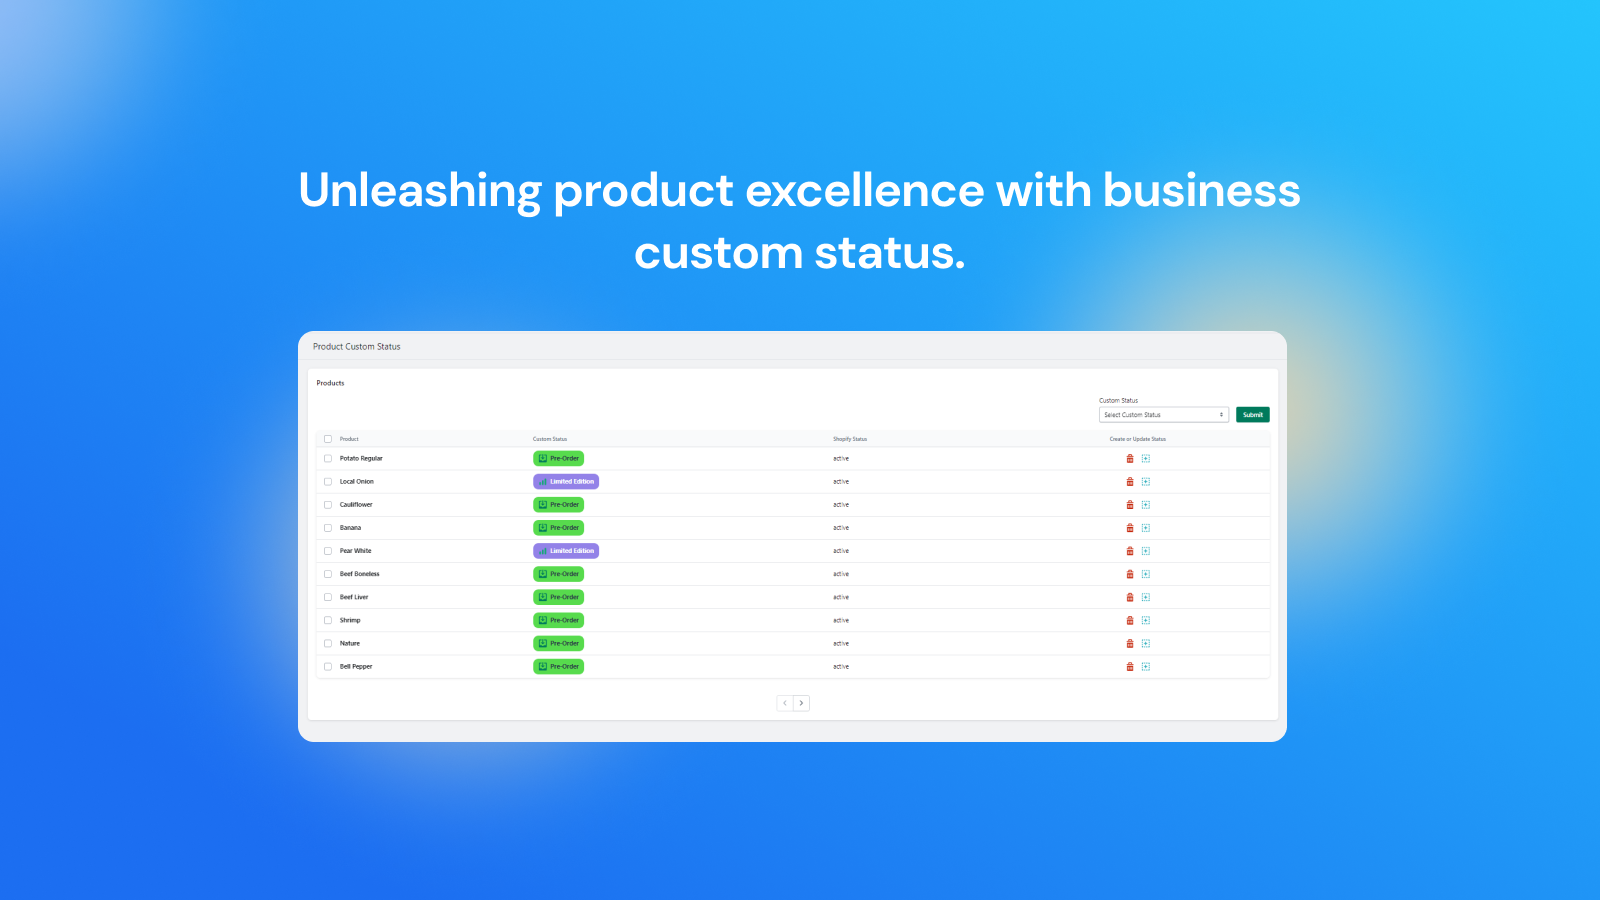 Unleashing product excellence with business
custom status.
Product Custom Status
Products
Custom Status
Select Custom Status
Submit
Product Custom Status Shopify Status Create or Update Status
Potato Regular Pre-Order active
Local Onion Limited Edition active
Cauliflower Pre-Order active
Banana Pre-Order active
Pear White Limited Edition active
Beef Boneless Pre-Order active
Beef Liver Pre-Order active
Shrimp Pre-Order active
Nature Pre-Order active
Bell Pepper Pre-Order active